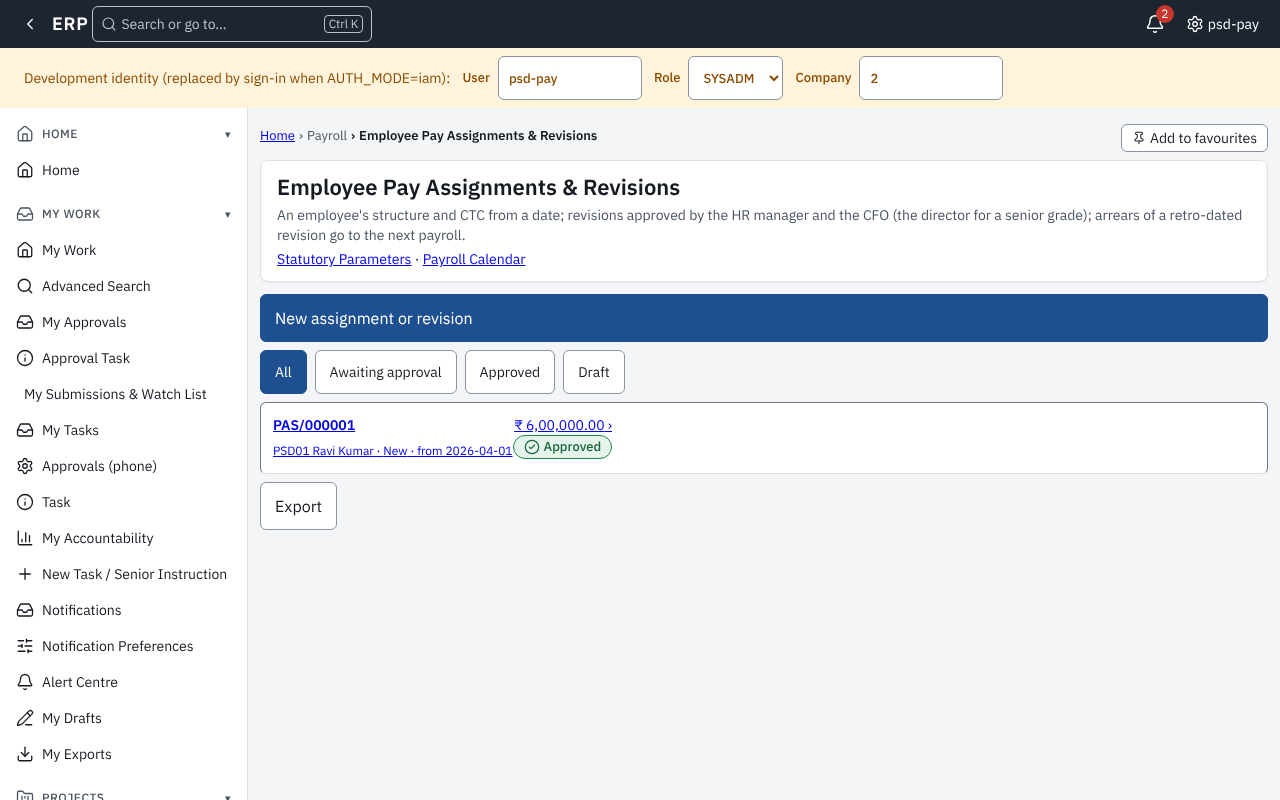 ERP
Search or go to...
Ctrl K
2
psd-pay
Development identity (replaced by sign-in when AUTH_MODE=iam):
User
psd-pay
Role
SYSADM
Company
2
HOME
Home
MY WORK
My Work
Advanced Search
My Approvals
Approval Task
My Submissions & Watch List
My Tasks
Approvals (phone)
Task
My Accountability
New Task / Senior Instruction
Notifications
Notification Preferences
Alert Centre
My Drafts
My Exports
PROJECTS
Home › Payroll › Employee Pay Assignments & Revisions
Add to favourites
Employee Pay Assignments & Revisions
An employee's structure and CTC from a date; revisions approved by the HR manager and the CFO (the director for a senior grade); arrears of a retro-dated
revision go to the next payroll.
Statutory Parameters · Payroll Calendar
New assignment or revision
All
Awaiting approval
Approved
Draft
PAS/000001
₹ 6,00,000.00 ›
PSD01 Ravi Kumar · New · from 2026-04-01
Approved
Export